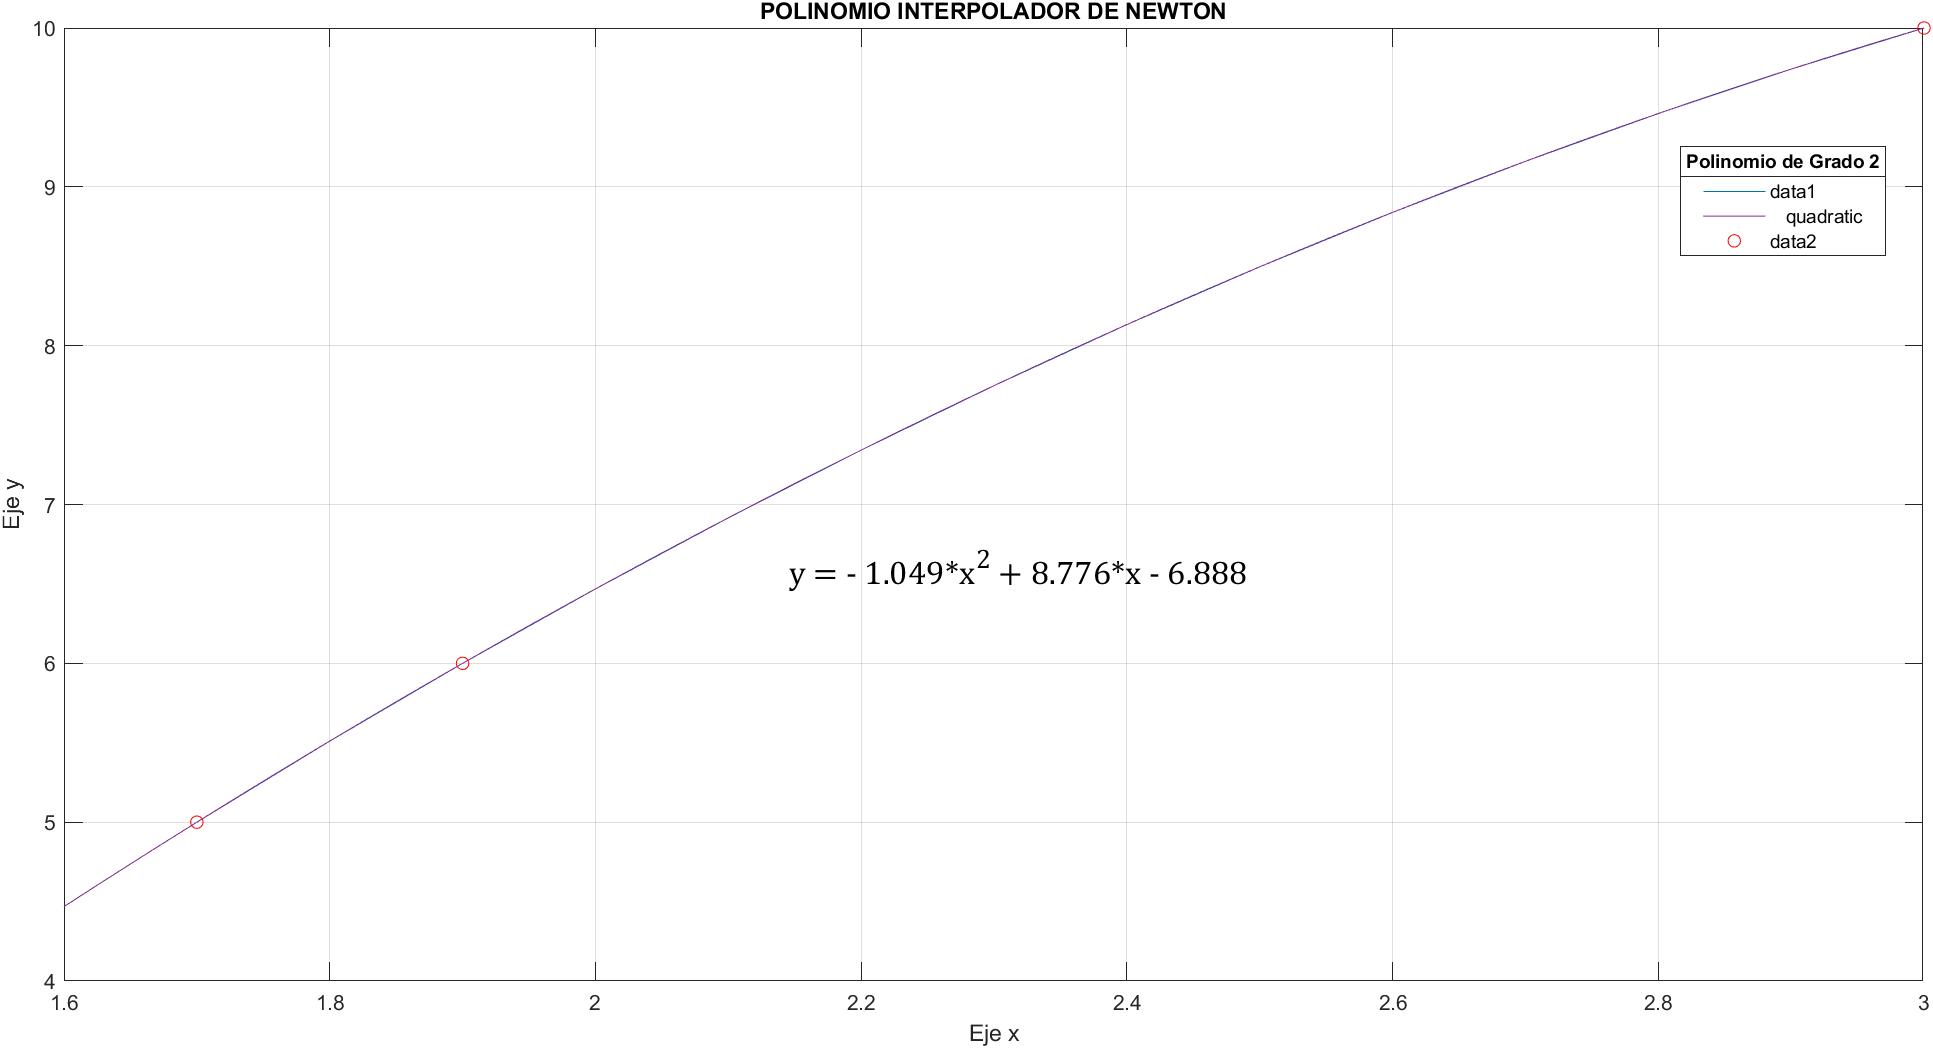 POLINOMIO INTERPOLADOR DE NEWTON
10
9
8
7
6
5
4
Eje y
Polinomio de Grado 2
data1
quadratic
data2
y = - 1.049*x² + 8.776*x - 6.888
1.6 1.8 2 2.2 2.4 2.6 2.8 3
Eje x